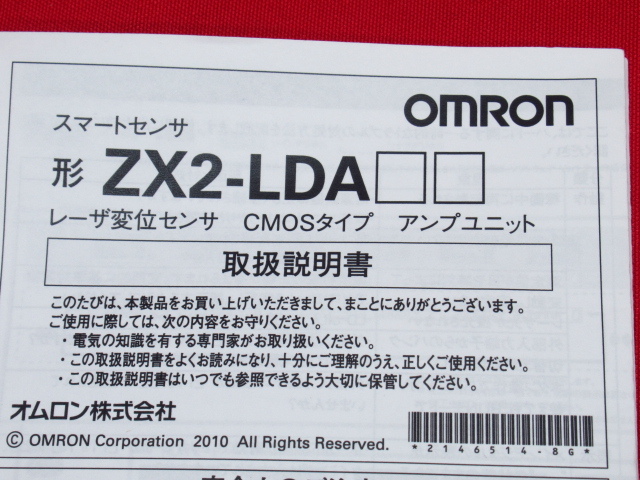 OMRON
スマートセンサ
形 ZX2-LDA□□
レーザ変位センサ CMOSタイプ アンプユニット
取扱説明書
このたびは、本製品をお買い上げいただきまして、まことにありがとうございます。
ご使用に際しては、次の内容をお守りください。
・電気の知識を有する専門家がお取り扱いください。
・この取扱説明書をよくお読みになり、十分にご理解のうえ、正しくご使用ください。
・この取扱説明書はいつでも参照できるよう大切に保管してください。
オムロン株式会社
© OMRON Corporation 2010 All Rights Reserved.
*2146514-8G*